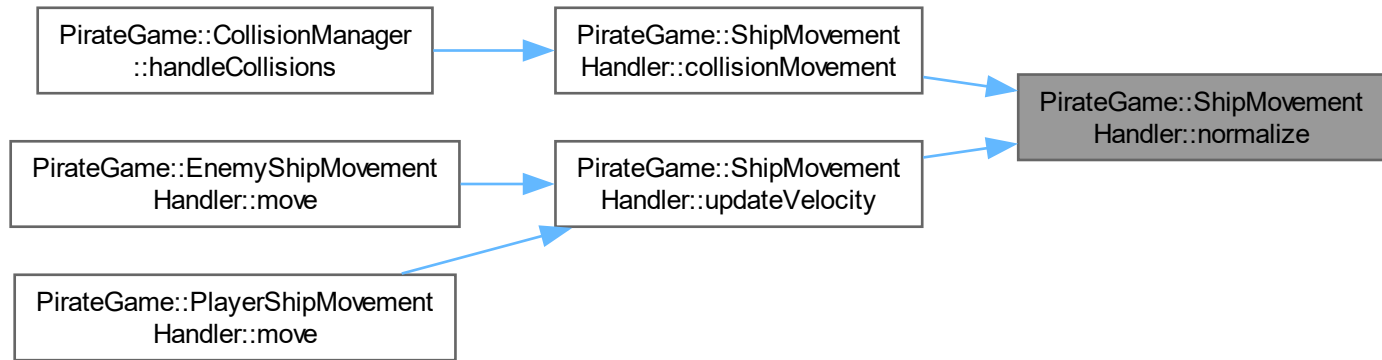 PirateGame::CollisionManager
::handleCollisions
PirateGame::ShipMovement
Handler::collisionMovement
PirateGame::ShipMovement
Handler::normalize
PirateGame::EnemyShipMovement
Handler::move
PirateGame::ShipMovement
Handler::updateVelocity
PirateGame::PlayerShipMovement
Handler::move